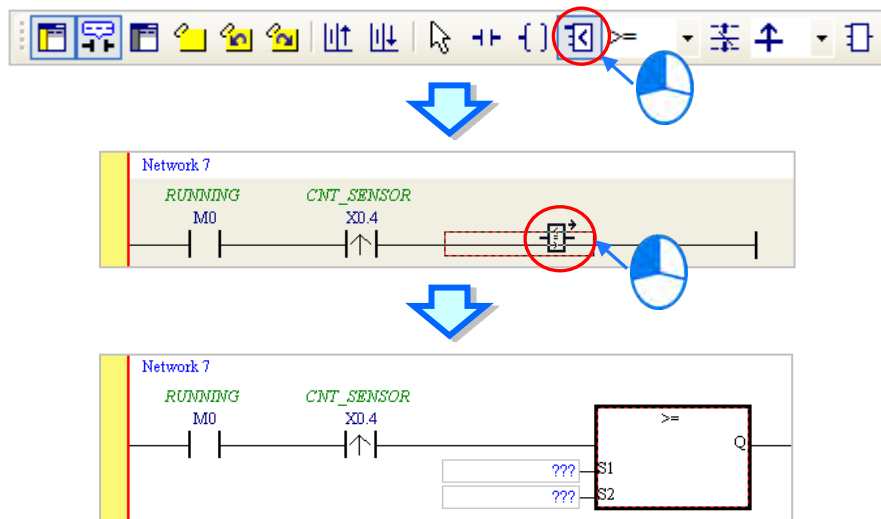 >=
Network 7
RUNNING CNT_SENSOR
M0 X0.4
Network 7
RUNNING CNT_SENSOR
M0 X0.4
>=
Q
??? S1
??? S2